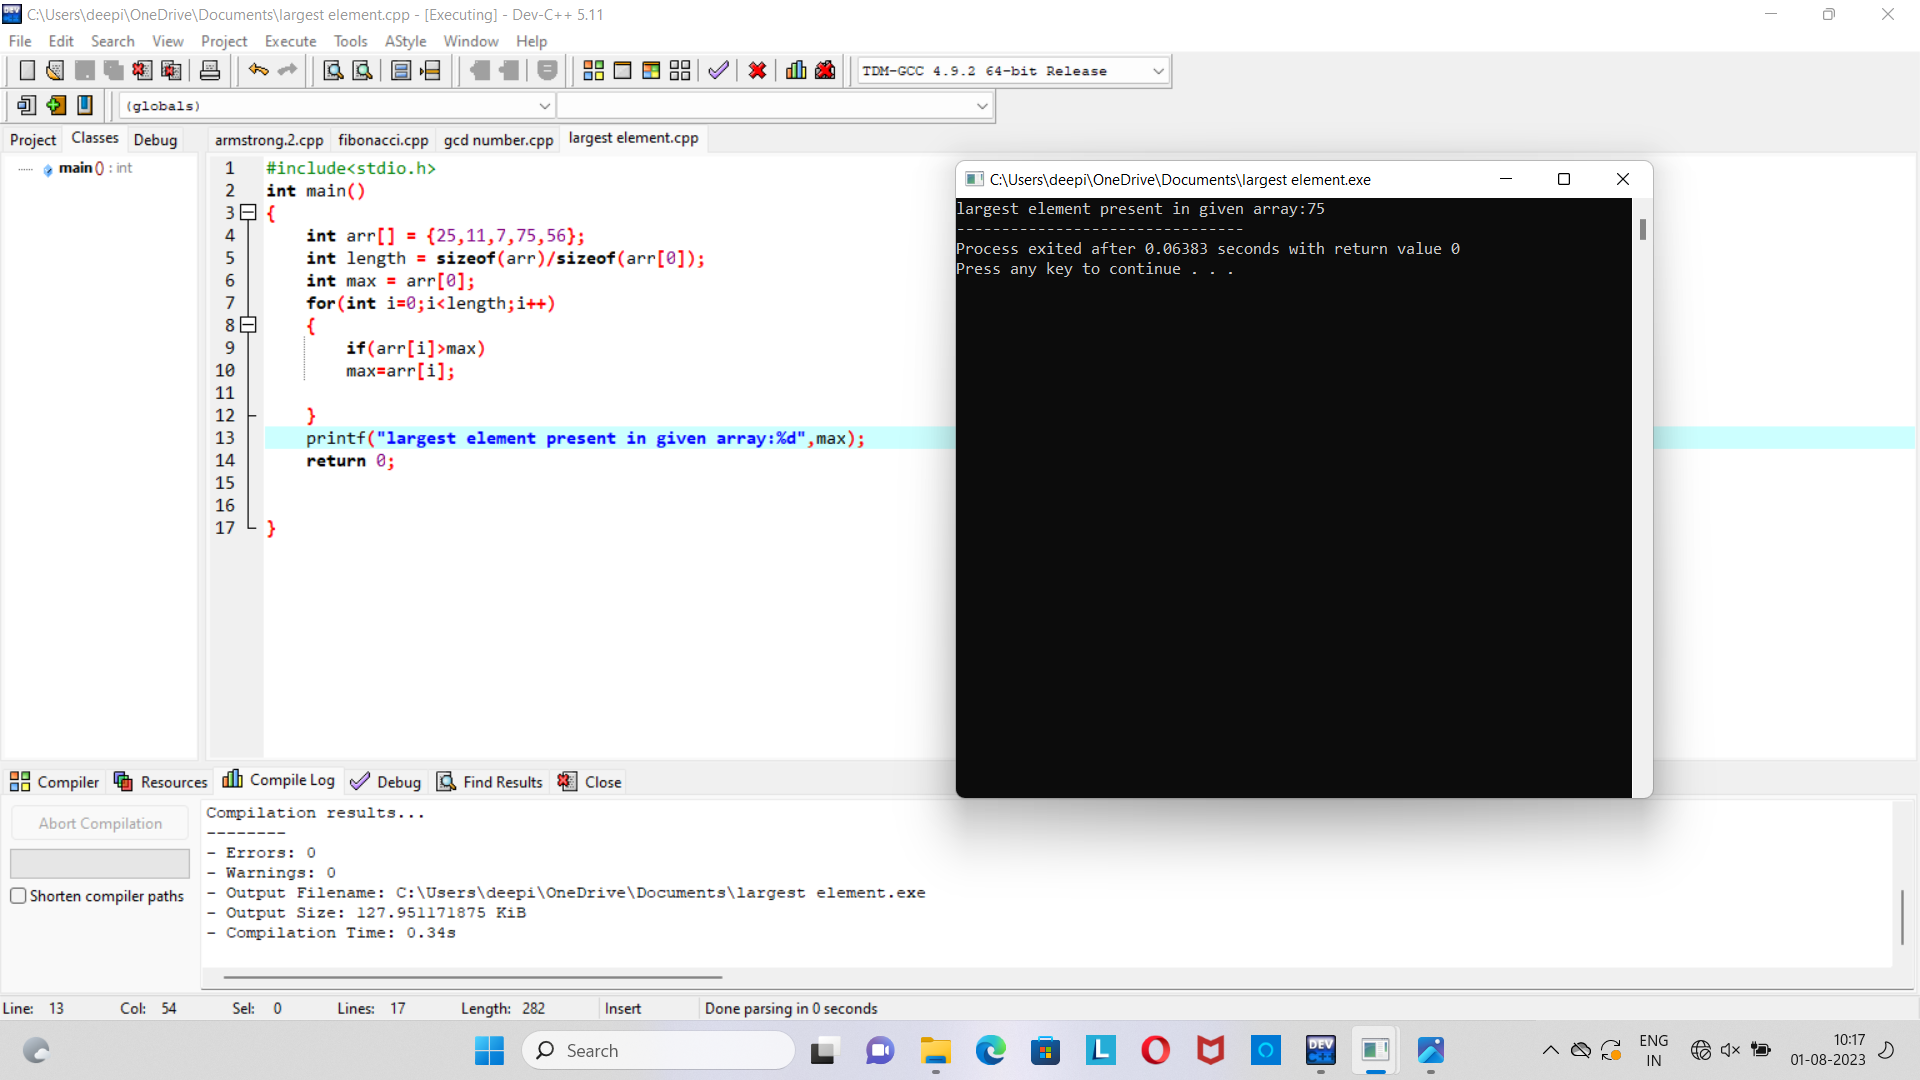 C:\Users\deepi\OneDrive\Documents\largest element.cpp - [Executing] - Dev-C++ 5.11
File Edit Search View Project Execute Tools AStyle Window Help
TDM-GCC 4.9.2 64-bit Release
(globals)
Project Classes Debug
armstrong.2.cpp fibonacci.cpp gcd number.cpp largest element.cpp
main () : int
1 #include<stdio.h>
2 int main()
3 {
4 int arr[] = {25,11,7,75,56};
5 int length = sizeof(arr)/sizeof(arr[0]);
6 int max = arr[0];
7 for(int i=0;i<length;i++)
8 {
9 if(arr[i]>max)
10 max=arr[i];
11
12 }
13 printf("largest element present in given array:%d",max);
14 return 0;
15
16
17 }
C:\Users\deepi\OneDrive\Documents\largest element.exe
largest element present in given array:75
--------------------------------
Process exited after 0.06383 seconds with return value 0
Press any key to continue . . .
Compiler Resources Compile Log Debug Find Results Close
Abort Compilation
Shorten compiler paths
Compilation results...
--------
- Errors: 0
- Warnings: 0
- Output Filename: C:\Users\deepi\OneDrive\Documents\largest element.exe
- Output Size: 127.951171875 KiB
- Compilation Time: 0.34s
Line: 13 Col: 54 Sel: 0 Lines: 17 Length: 282 Insert Done parsing in 0 seconds
Search
L
DEV
ENG
IN
10:17
01-08-2023